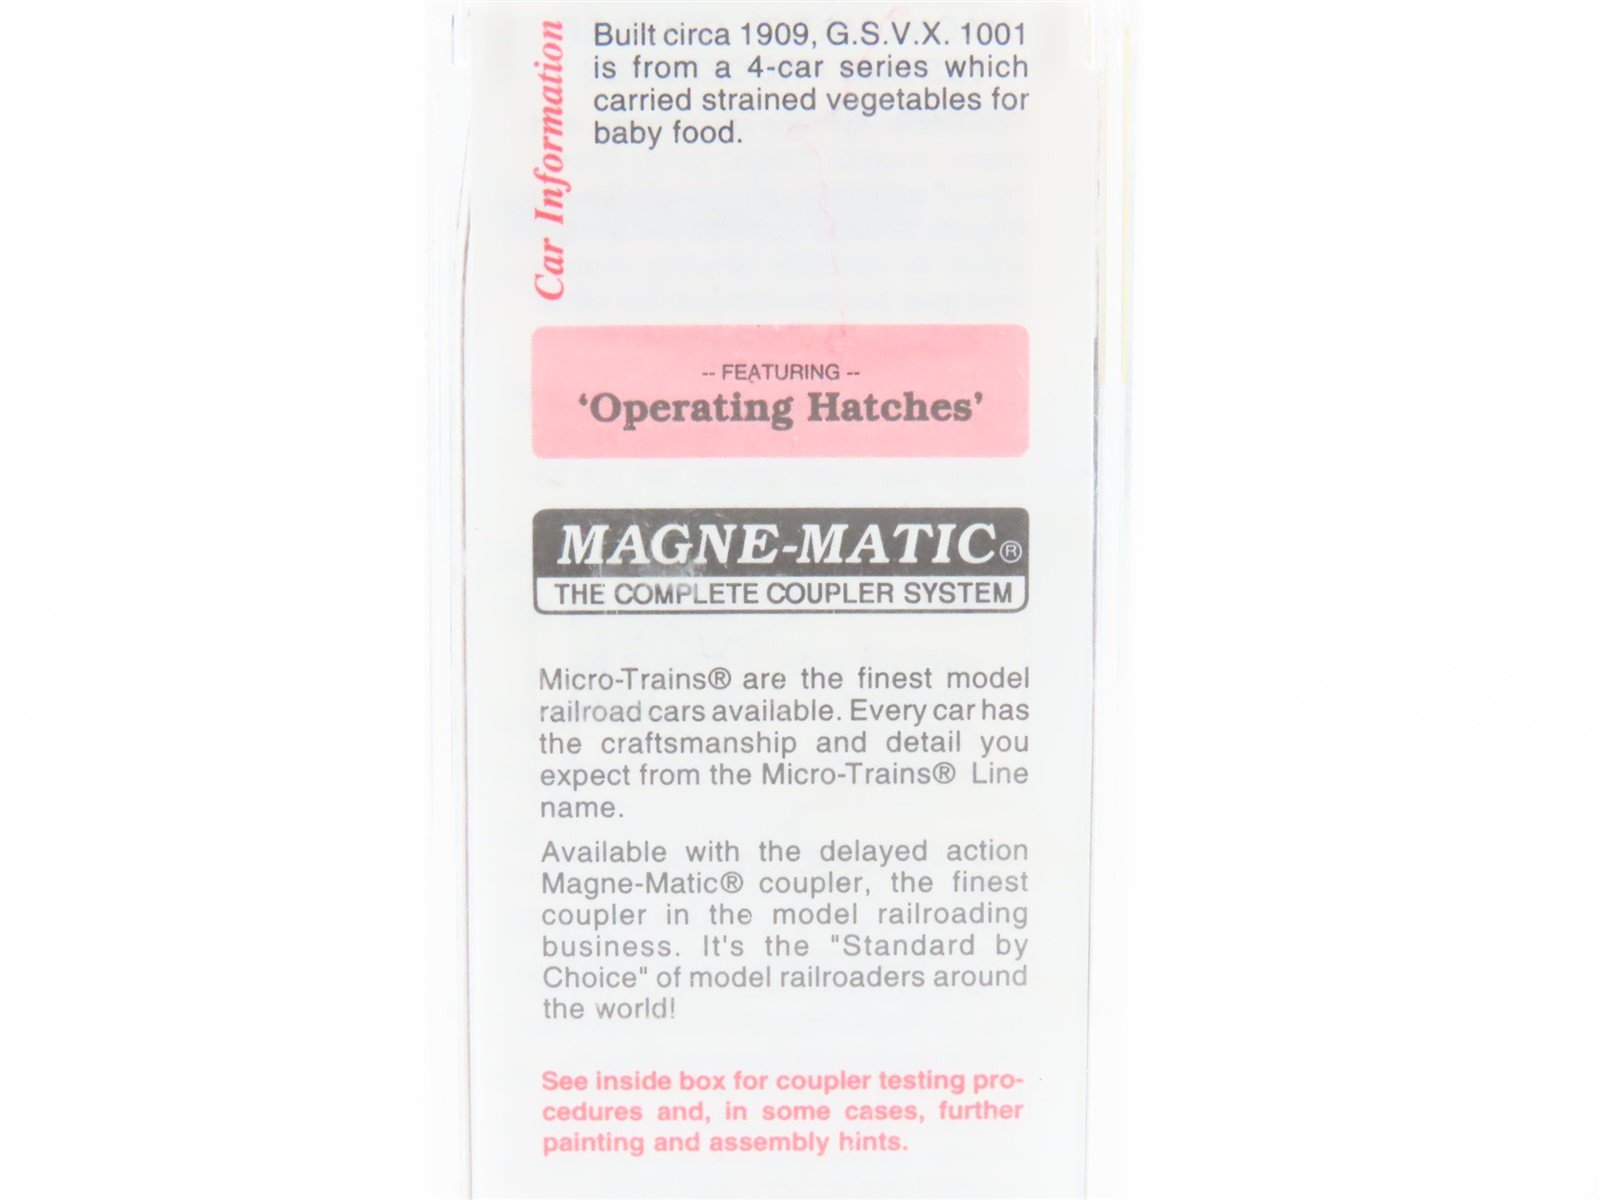 Car Information
Built circa 1909, G.S.V.X. 1001
is from a 4-car series which
carried strained vegetables for
baby food.
-- FEATURING --
‘Operating Hatches’
MAGNE-MATIC®
THE COMPLETE COUPLER SYSTEM
Micro-Trains® are the finest model
railroad cars available. Every car has
the craftsmanship and detail you
expect from the Micro-Trains® Line
name.
Available with the delayed action
Magne-Matic® coupler, the finest
coupler in the model railroading
business. It's the "Standard by
Choice" of model railroaders around
the world!
See inside box for coupler testing pro-
cedures and, in some cases, further
painting and assembly hints.